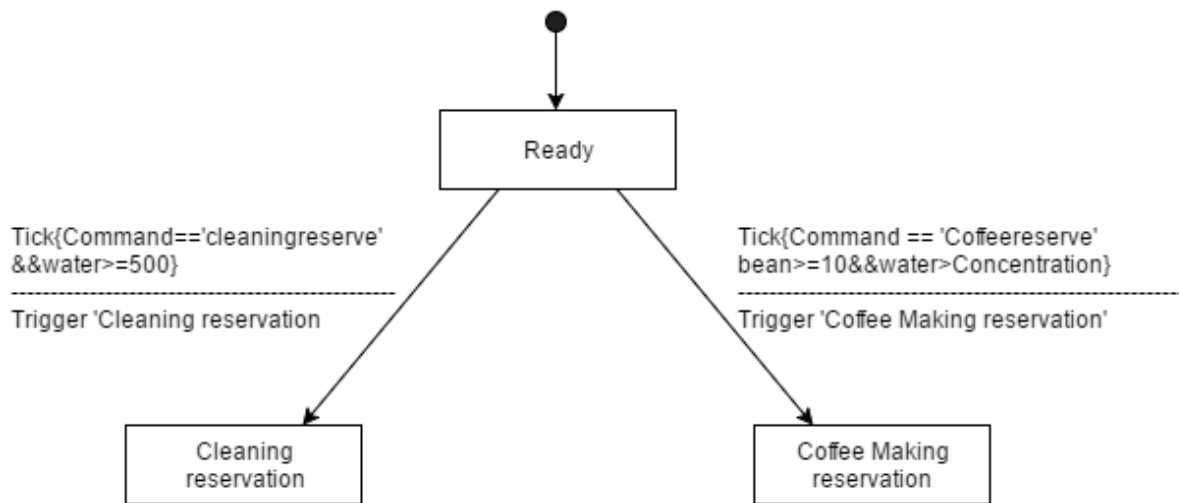 Ready
Tick{Command=='cleaningreserve'
&&water>=500}
Trigger 'Cleaning reservation
Tick{Command == 'Coffeereserve'
bean>=10&&water>Concentration}
Trigger 'Coffee Making reservation'
Cleaning
reservation
Coffee Making
reservation